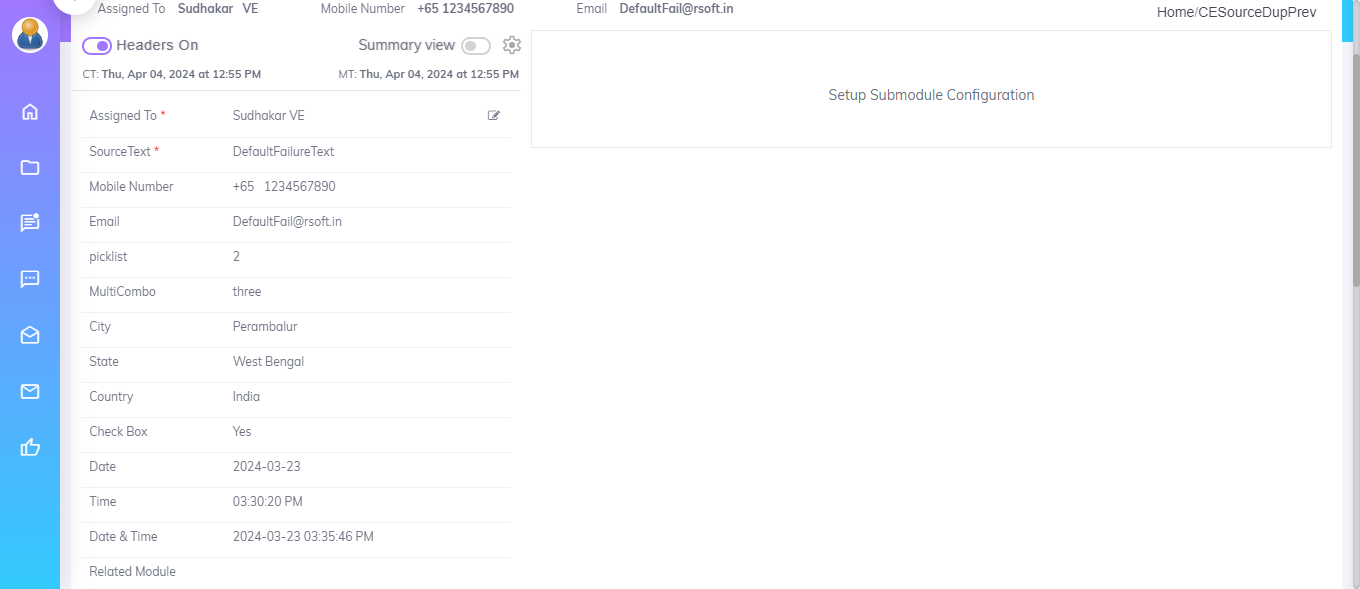 Assigned To Sudhakar VE Mobile Number +65 1234567890 Email DefaultFail@rsoft.in
Home/CESourceDupPrev
Headers On Summary view
CT: Thu, Apr 04, 2024 at 12:55 PM MT: Thu, Apr 04, 2024 at 12:55 PM
Setup Submodule Configuration
Assigned To * Sudhakar VE
SourceText * DefaultFailureText
Mobile Number +65 1234567890
Email DefaultFail@rsoft.in
picklist 2
MultiCombo three
City Perambalur
State West Bengal
Country India
Check Box Yes
Date 2024-03-23
Time 03:30:20 PM
Date & Time 2024-03-23 03:35:46 PM
Related Module